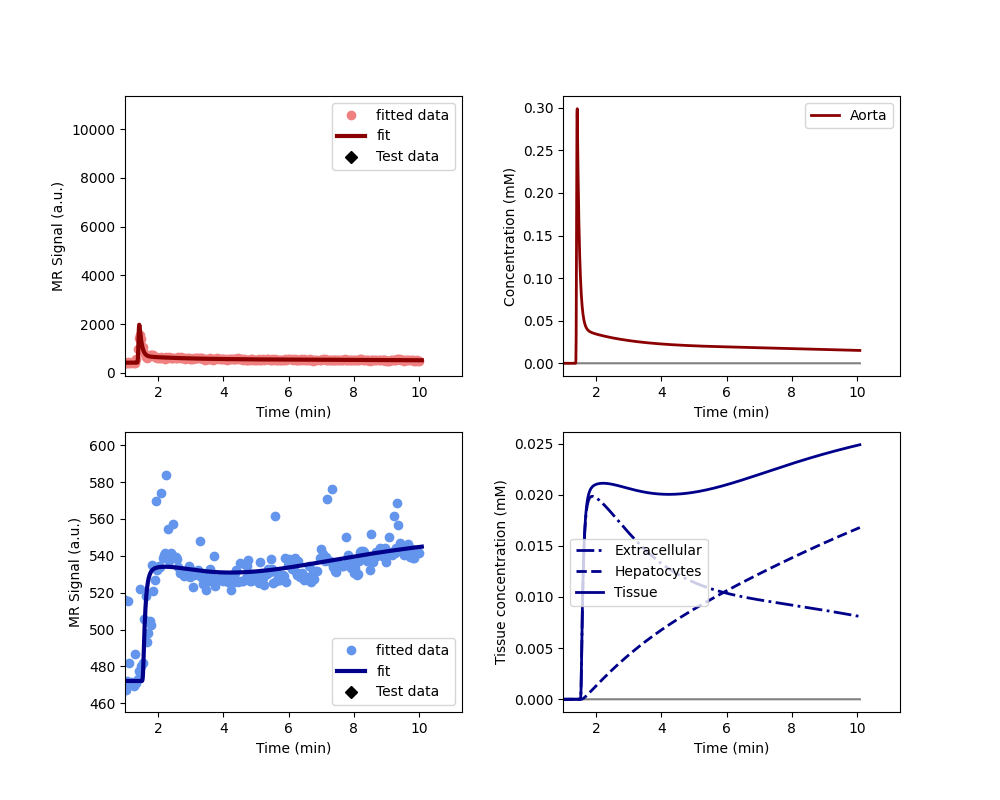 10000
8000
6000
4000
2000
0
MR Signal (a.u.)
fitted data
fit
Test data
2
4
6
8
10
Time (min)
0.30
0.25
0.20
0.15
0.10
0.05
0.00
Concentration (mM)
Aorta
2
4
6
8
10
Time (min)
600
580
560
540
520
500
480
460
MR Signal (a.u.)
fitted data
fit
Test data
2
4
6
8
10
Time (min)
0.025
0.020
0.015
0.010
0.005
0.000
Tissue concentration (mM)
Extracellular
Hepatocytes
Tissue
2
4
6
8
10
Time (min)